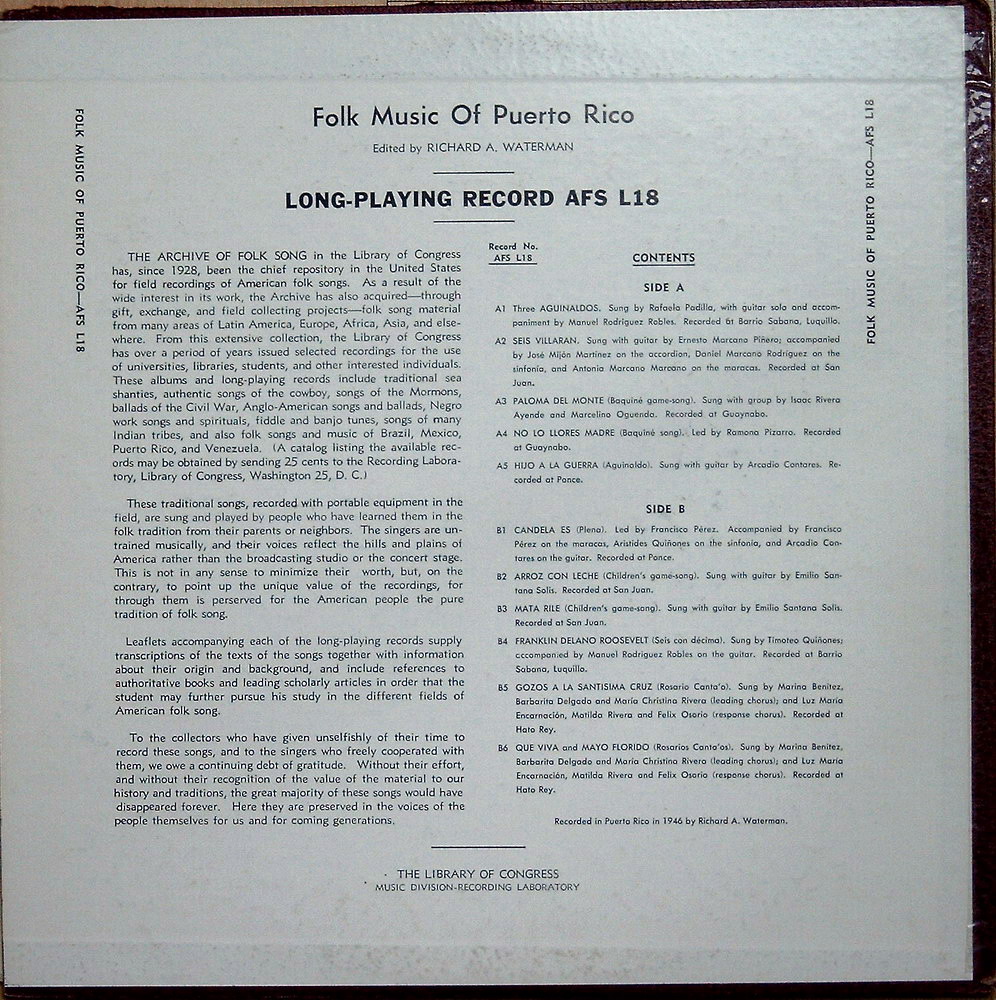 Folk Music Of Puerto Rico
Edited by RICHARD A. WATERMAN
LONG-PLAYING RECORD AFS L18
FOLK MUSIC OF PUERTO RICO—AFS L18
THE ARCHIVE OF FOLK SONG in the Library of Congress
has, since 1928, been the chief repository in the United States
for field recordings of American folk songs. As a result of the
wide interest in its work, the Archive has also acquired—through
gift, exchange, and field collecting projects—folk song material
from many areas of Latin America, Europe, Africa, Asia, and else-
where. From this extensive collection, the Library of Congress
has over a period of years issued selected recordings for the use
of universities, libraries, students, and other interested individuals.
These albums and long-playing records include traditional sea
shanties, authentic songs of the cowboy, songs of the Mormons,
ballads of the Civil War, Anglo-American songs and ballads, Negro
work songs and spirituals, fiddle and banjo tunes, songs of many
Indian tribes, and also folk songs and music of Brazil, Mexico,
Puerto Rico, and Venezuela. (A catalog listing the available rec-
ords may be obtained by sending 25 cents to the Recording Labora-
tory, Library of Congress, Washington 25, D. C.)
These traditional songs, recorded with portable equipment in the
field, are sung and played by people who have learned them in the
folk tradition from their parents or neighbors. The singers are un-
trained musically, and their voices reflect the hills and plains of
America rather than the broadcasting studio or the concert stage.
This is not in any sense to minimize their worth, but, on the
contrary, to point up the unique value of the recordings, for
through them is perserved for the American people the pure
tradition of folk song.
Leaflets accompanying each of the long-playing records supply
transcriptions of the texts of the songs together with information
about their origin and background, and include references to
authoritative books and leading scholarly articles in order that the
student may further pursue his study in the different fields of
American folk song.
To the collectors who have given unselfishly of their time to
record these songs, and to the singers who freely cooperated with
them, we owe a continuing debt of gratitude. Without their effort,
and without their recognition of the value of the material to our
history and traditions, the great majority of these songs would have
disappeared forever. Here they are preserved in the voices of the
people themselves for us and for coming generations.
Record No.
AFS L18
CONTENTS
SIDE A
A1 Three AGUINALDOS. Sung by Rafaela Padilla, with guitar solo and accom-
paniment by Manuel Rodríguez Robles. Recorded at Barrio Sabana, Luquillo.
A2 SEIS VILLARAN. Sung with guitar by Ernesto Marcano Piñero; accompanied
by José Mijón Martínez on the accordion, Daniel Marcano Rodríguez on the
sinfonía, and Antonia Marcano Marcano on the maracas. Recorded at San
Juan.
A3 PALOMA DEL MONTE (Baquiné game-song). Sung with group by Isaac Rivera
Ayende and Marcelino Oguendo. Recorded at Guaynabo.
A4 NO LO LLORES MADRE (Baquiné song). Led by Ramona Pizarro. Recorded
at Guaynabo.
A5 HIJO A LA GUERRA (Aguinaldo). Sung with guitar by Arcadio Contares. Re-
corded at Ponce.
SIDE B
B1 CANDELA ES (Plena). Led by Francisco Pérez. Accompanied by Francisco
Pérez on the maracas, Aristides Quiñones on the sinfonía, and Arcadio Con-
tares on the guitar. Recorded at Ponce.
B2 ARROZ CON LECHE (Children's game-song). Sung with guitar by Emilio San-
tana Solís. Recorded at San Juan.
B3 MATA RILE (Children's game-song). Sung with guitar by Emilio Santana Solís.
Recorded at San Juan.
B4 FRANKLIN DELANO ROOSEVELT (Seis con décima). Sung by Timoteo Quiñones;
accompanied by Manuel Rodríguez Robles on the guitar. Recorded at Barrio
Sabana, Luquillo.
B5 GOZOS A LA SANTISIMA CRUZ (Rosario Canta'o). Sung by Marina Benítez,
Barbarita Delgado and María Christina Rivera (leading chorus); and Luz María
Encarnación, Matilda Rivera and Felix Osorio (response chorus). Recorded at
Hato Rey.
B6 QUE VIVA and MAYO FLORIDO (Rosarios Canta'os). Sung by Marina Benítez,
Barbarita Delgado and María Christina Rivera (leading chorus); and Luz María
Encarnación, Matilda Rivera and Felix Osorio (response chorus). Recorded at
Hato Rey.
Recorded in Puerto Rico in 1946 by Richard A. Waterman.
FOLK MUSIC OF PUERTO RICO—AFS L18
THE LIBRARY OF CONGRESS
MUSIC DIVISION-RECORDING LABORATORY